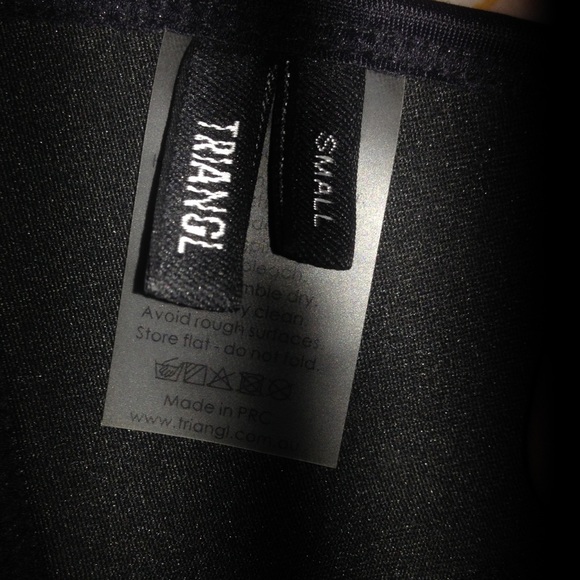 TRIANGL
SMALL
dry.
clean
Avoid rough surfaces
Store flat - do not fold.
Made in PRC.
www.triangl.com.au